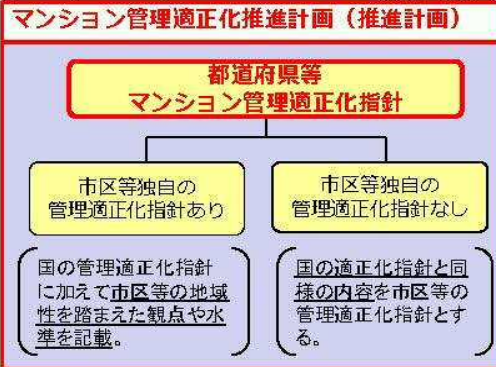 マンション管理適正化推進計画（推進計画）
都道府県等
マンション管理適正化指針
市区等独自の
管理適正化指針あり
市区等独自の
管理適正化指針なし
国の管理適正化指針
に加えて市区等の地域
性を踏まえた観点や水
準を記載。
国の適正化指針と同
様の内容を市区等の
管理適正化指針とす
る。